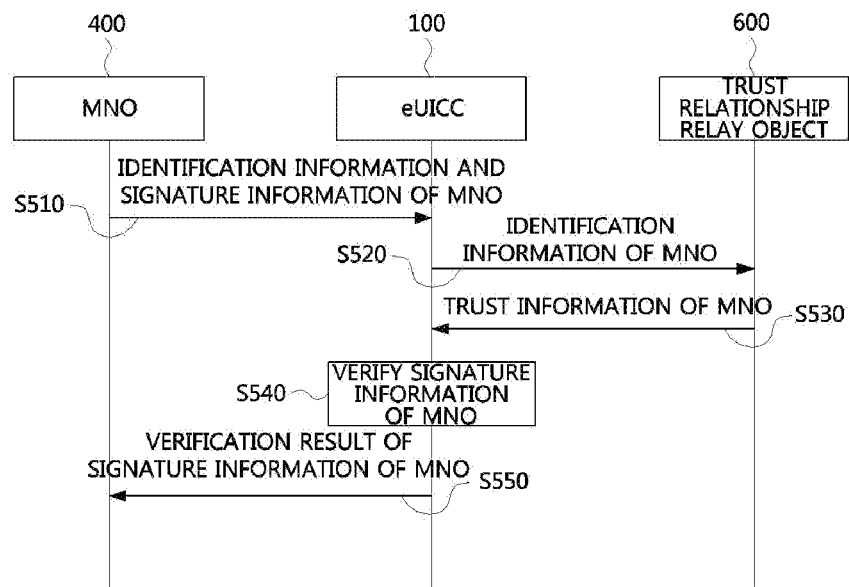 400
100
600
MNO
eUICC
TRUST
RELATIONSHIP
RELAY OBJECT
IDENTIFICATION INFORMATION AND
SIGNATURE INFORMATION OF MNO
S510
IDENTIFICATION
INFORMATION OF MNO
S520
TRUST INFORMATION OF MNO
S530
VERIFY SIGNATURE
INFORMATION
OF MNO
S540
VERIFICATION RESULT OF
SIGNATURE INFORMATION OF MNO
S550